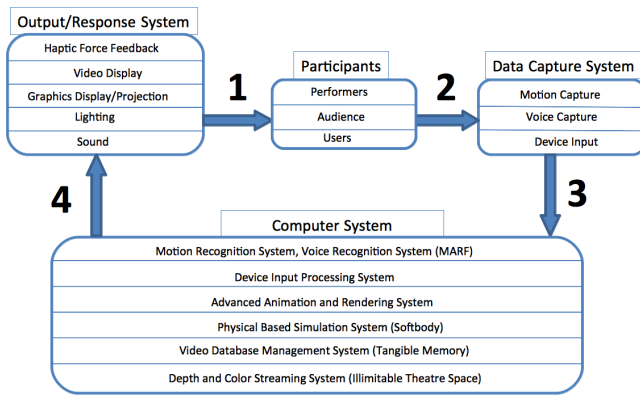 Output/Response System
Haptic Force Feedback
Video Display
Graphics Display/Projection
Lighting
Sound
1
Participants
Performers
Audience
Users
2
Data Capture System
Motion Capture
Voice Capture
Device Input
3
4
Computer System
Motion Recognition System, Voice Recognition System (MARF)
Device Input Processing System
Advanced Animation and Rendering System
Physical Based Simulation System (Softbody)
Video Database Management System (Tangible Memory)
Depth and Color Streaming System (Illimitable Theatre Space)